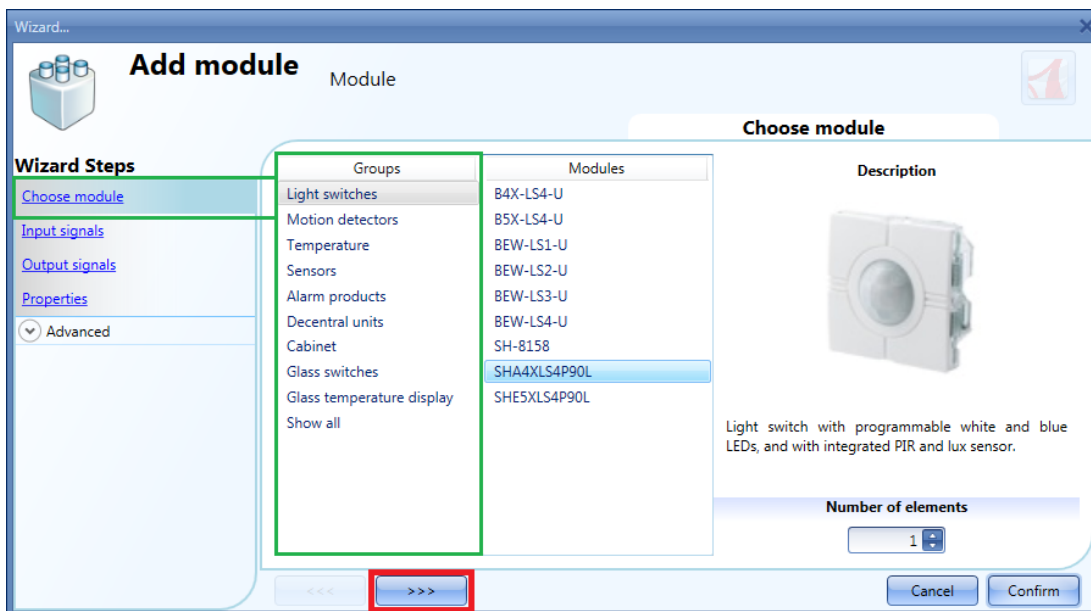 Wizard...
Add module
Module
Choose module
Wizard Steps
Choose module
Input signals
Output signals
Properties
Advanced
Groups
Light switches
Motion detectors
Temperature
Sensors
Alarm products
Decentral units
Cabinet
Glass switches
Glass temperature display
Show all
Modules
B4X-LS4-U
B5X-LS4-U
BEW-LS1-U
BEW-LS2-U
BEW-LS3-U
BEW-LS4-U
SH-8158
SHA4XLS4P90L
SHE5XLS4P90L
Description
Light switch with programmable white and blue
LEDs, and with integrated PIR and lux sensor.
Number of elements
1
<<<
>>>
Cancel
Confirm